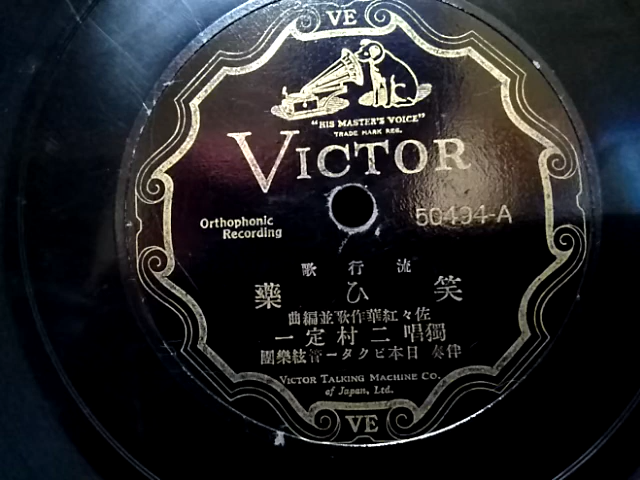 VE
"HIS MASTER'S VOICE"
TRADE MARK REG.
VICTOR
Orthophonic
Recording
50494-A
流行歌
笑ひ藥
佐々紅華作歌並編曲
獨唱 二村定一
伴奏 日本ビクター管絃樂團
VICTOR TALKING MACHINE CO.
of Japan, Ltd.
VE